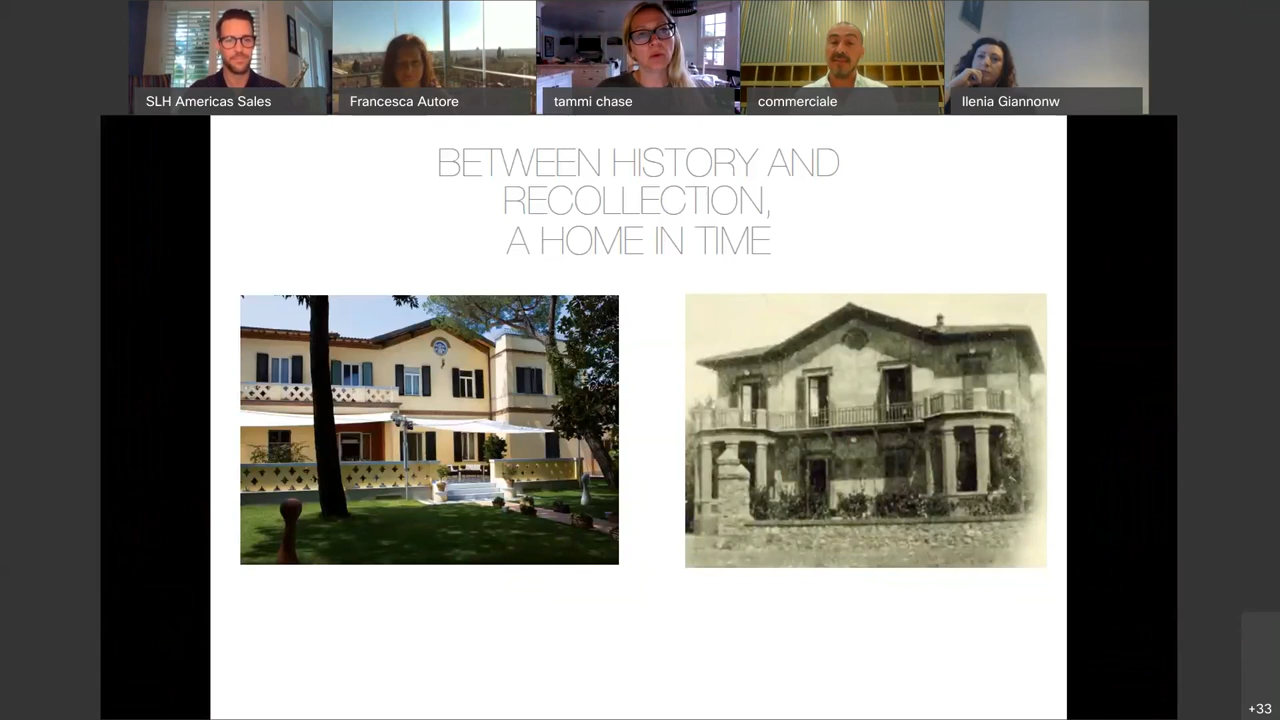 SLH Americas Sales
Francesca Autore
tammi chase
commerciale
Ilenia Giannonw
BETWEEN HISTORY AND
RECOLLECTION,
A HOME IN TIME
+33